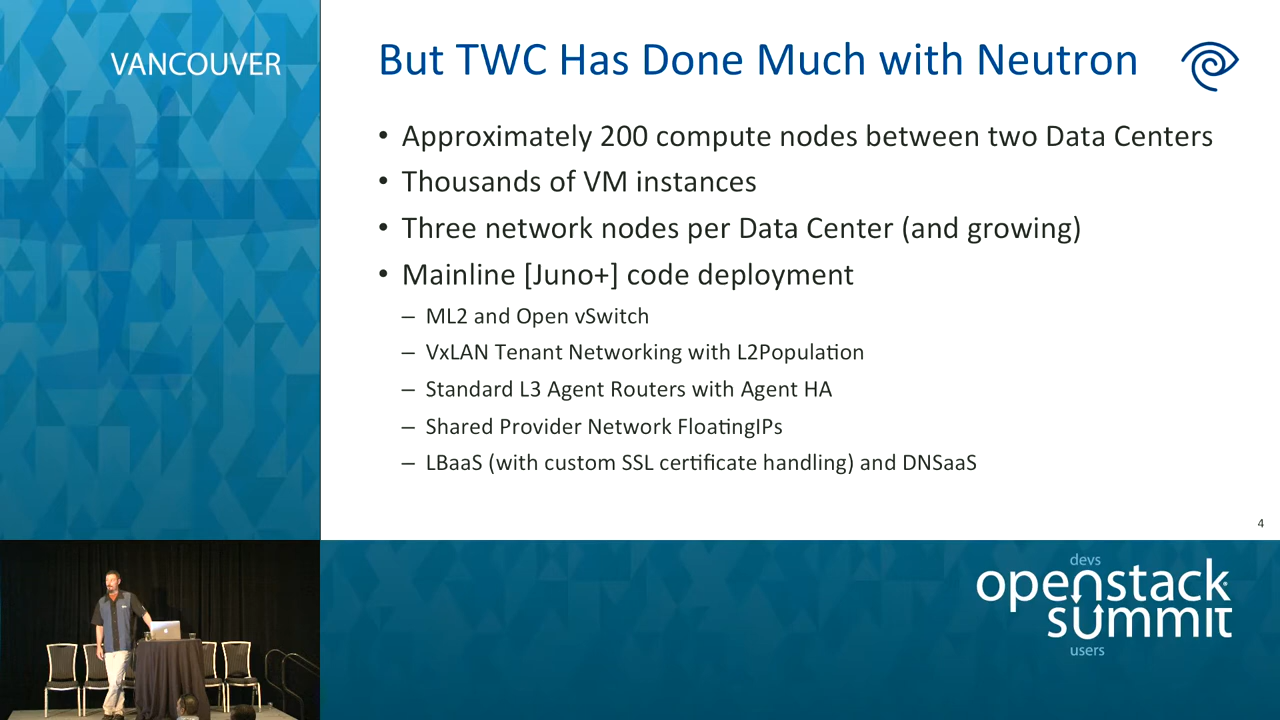 VANCOUVER
But TWC Has Done Much with Neutron
• Approximately 200 compute nodes between two Data Centers
• Thousands of VM instances
• Three network nodes per Data Center (and growing)
• Mainline [Juno+] code deployment
– ML2 and Open vSwitch
– VxLAN Tenant Networking with L2Population
– Standard L3 Agent Routers with Agent HA
– Shared Provider Network FloatingIPs
– LBaaS (with custom SSL certificate handling) and DNSaaS
4
devs
openstack
summit
users